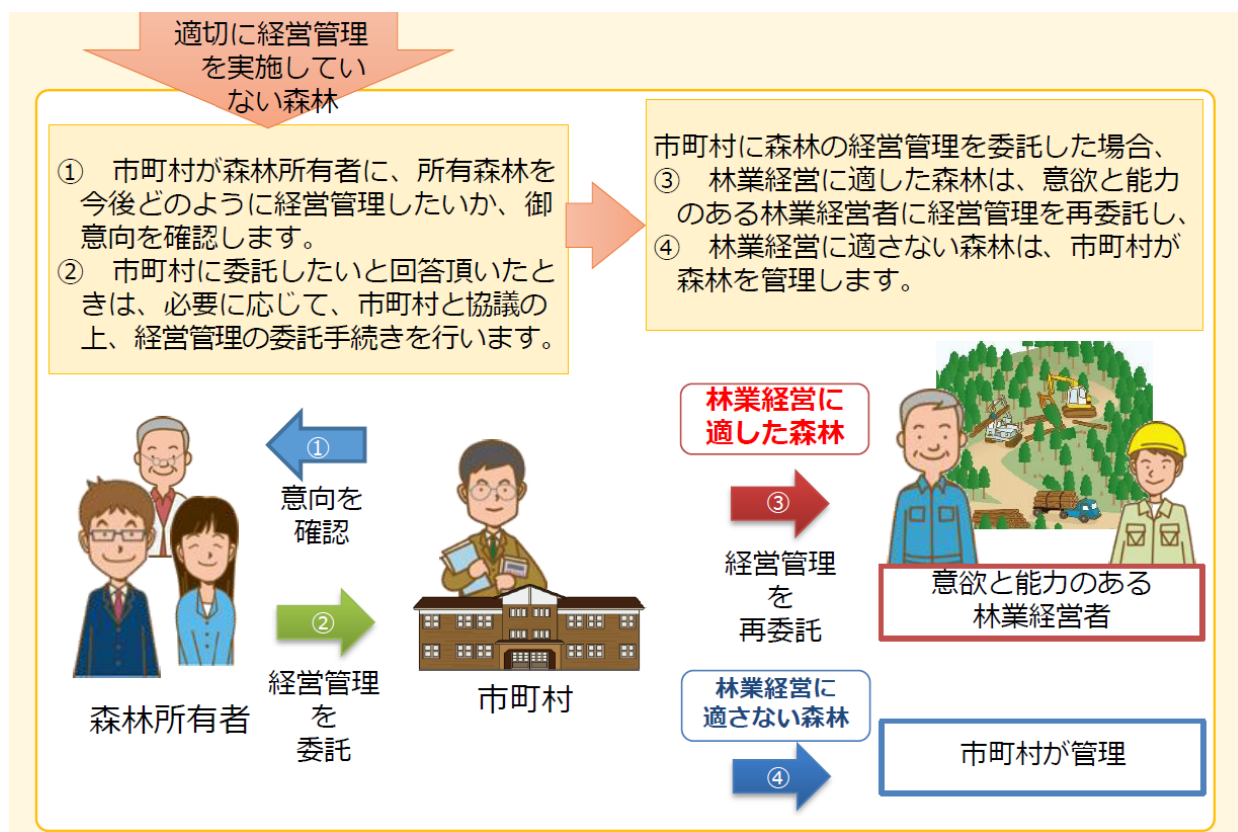 適切に経営管理
を実施してい
ない森林
① 市町村が森林所有者に、所有森林を
今後どのように経営管理したいか、御
意向を確認します。
② 市町村に委託したいと回答頂いたと
きは、必要に応じて、市町村と協議の
上、経営管理の委託手続きを行います。
市町村に森林の経営管理を委託した場合、
③ 林業経営に適した森林は、意欲と能力
のある林業経営者に経営管理を再委託し、
④ 林業経営に適さない森林は、市町村が
森林を管理します。
①
意向を
確認
②
経営管理
を
委託
森林所有者
市町村
林業経営に
適した森林
③
経営管理
を
再委託
意欲と能力のある
林業経営者
林業経営に
適さない森林
④
市町村が管理